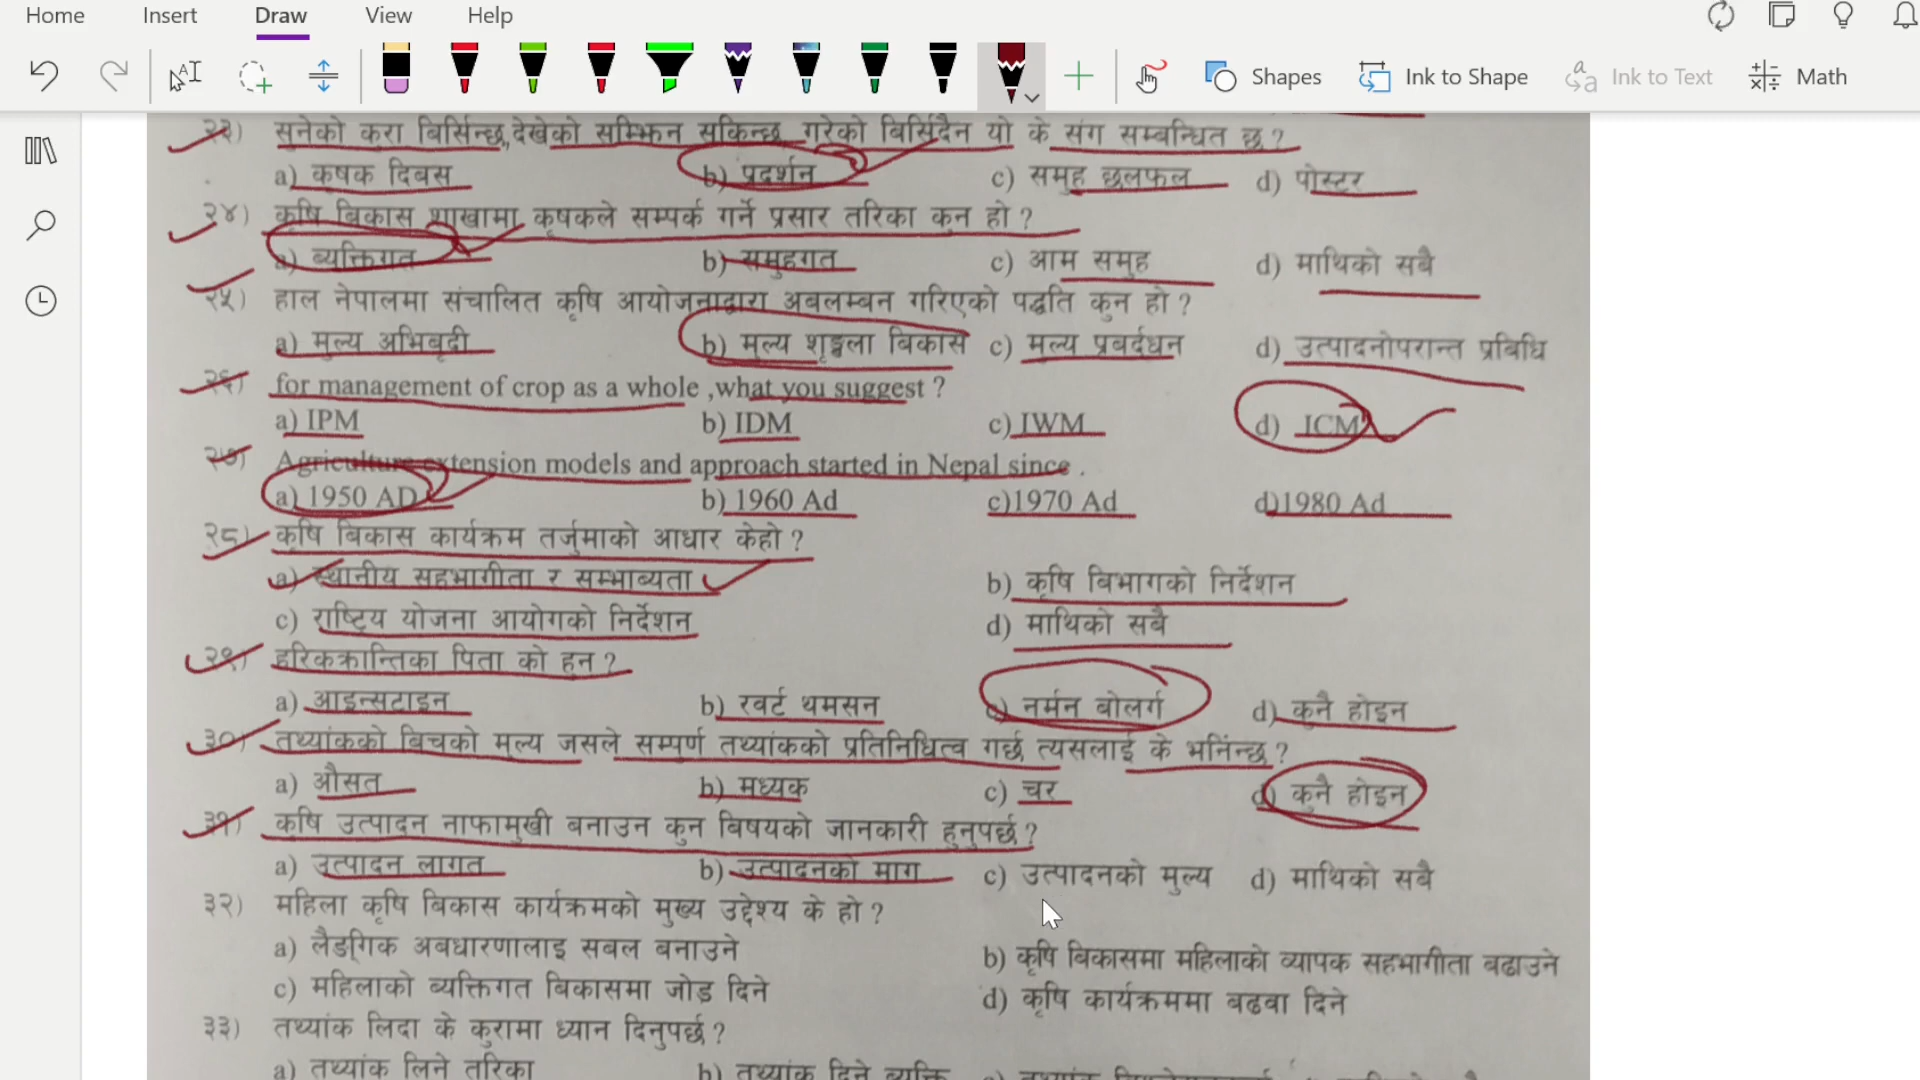 Home Insert Draw View Help
Shapes Ink to Shape Ink to Text Math
२३) सुनेको कुरा बिर्सिन्छ,देखेको सम्झिन सकिन्छ गरेको बिर्सिदैन यो के संग सम्बन्धित छ ?
a) कृषक दिबस b) प्रदर्शन c) समुह छलफल d) पोस्टर
२४) कृषि बिकास शाखामा कृषकले सम्पर्क गर्ने प्रसार तरिका कुन हो ?
a) ब्यक्तिगत b) समुहगत c) आम समुह d) माथिको सबै
२५) हाल नेपालमा संचालित कृषि आयोजनाद्वारा अबलम्बन गरिएको पद्धति कुन हो ?
a) मुल्य अभिबृदी b) मुल्य शृङ्खला बिकास c) मुल्य प्रबर्द्धन d) उत्पादनोपरान्त प्रबिधि
२६) for management of crop as a whole ,what you suggest ?
a) IPM b) IDM c) IWM d) ICM
२७) Agriculture extension models and approach started in Nepal since .
a) 1950 AD b) 1960 Ad c)1970 Ad d)1980 Ad
२८) कृषि बिकास कार्यक्रम तर्जुमाको आधार केहो ?
a) स्थानीय सहभागीता र सम्भाब्यता b) कृषि बिभागको निर्देशन
c) राष्ट्रिय योजना आयोगको निर्देशन d) माथिको सबै
२९) हरिकक्रान्तिका पिता को हुन ?
a) आइन्सटाइन b) रबर्ट थमसन c) नर्मन बोलर्ग d) कुनै होइन
३०) तथ्यांकको बिचको मुल्य जसले सम्पुर्ण तथ्यांकको प्रतिनिधित्व गर्छ त्यसलाई के भनिंन्छ ?
a) औसत b) मध्यक c) चर d) कुनै होइन
३१) कृषि उत्पादन नाफामुखी बनाउन कुन बिषयको जानकारी हुनुपर्छ ?
a) उत्पादन लागत b) उत्पादनको माग c) उत्पादनको मुल्य d) माथिको सबै
३२) महिला कृषि बिकास कार्यक्रमको मुख्य उद्देश्य के हो ?
a) लैङ्गिक अबधारणालाइ सबल बनाउने b) कृषि बिकासमा महिलाको ब्यापक सहभागीता बढाउने
c) महिलाको ब्यक्तिगत बिकासमा जोड दिने d) कृषि कार्यक्रममा बढवा दिने
३३) तथ्यांक लिदा के कुरामा ध्यान दिनुपर्छ ?
a) तथ्यांक लिने तरिका b) तथ्यांक दिने ब्यक्ति